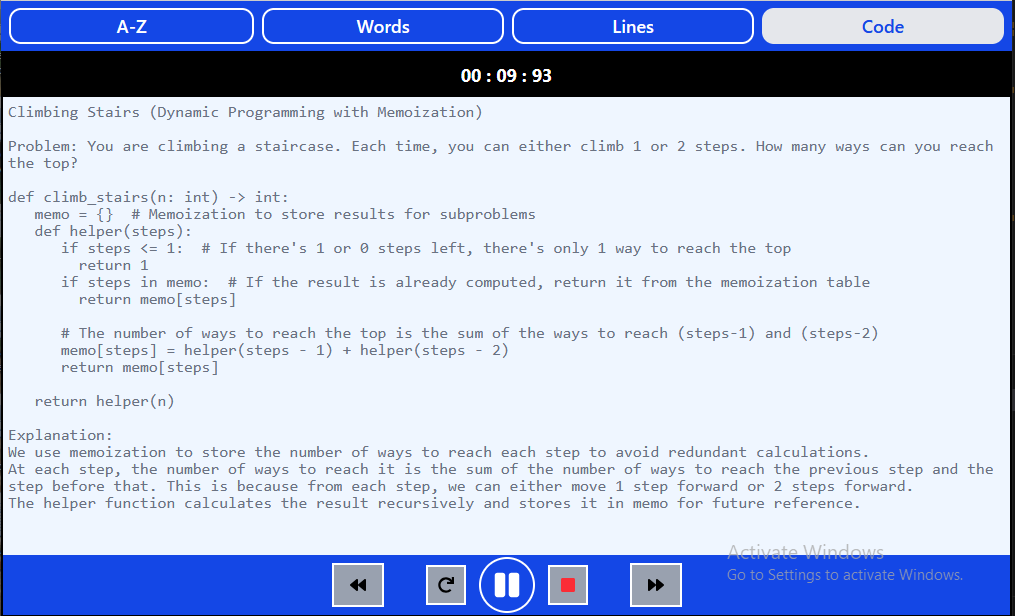 A-Z
Words
Lines
Code
00 : 09 : 93
Climbing Stairs (Dynamic Programming with Memoization)
Problem: You are climbing a staircase. Each time, you can either climb 1 or 2 steps. How many ways can you reach
the top?
def climb_stairs(n: int) -> int:
   memo = {}  # Memoization to store results for subproblems
   def helper(steps):
      if steps <= 1:  # If there's 1 or 0 steps left, there's only 1 way to reach the top
        return 1
      if steps in memo:  # If the result is already computed, return it from the memoization table
        return memo[steps]
      # The number of ways to reach the top is the sum of the ways to reach (steps-1) and (steps-2)
      memo[steps] = helper(steps - 1) + helper(steps - 2)
      return memo[steps]
   return helper(n)
Explanation:
We use memoization to store the number of ways to reach each step to avoid redundant calculations.
At each step, the number of ways to reach it is the sum of the number of ways to reach the previous step and the
step before that. This is because from each step, we can either move 1 step forward or 2 steps forward.
The helper function calculates the result recursively and stores it in memo for future reference.
Activate Windows
Go to Settings to activate Windows.